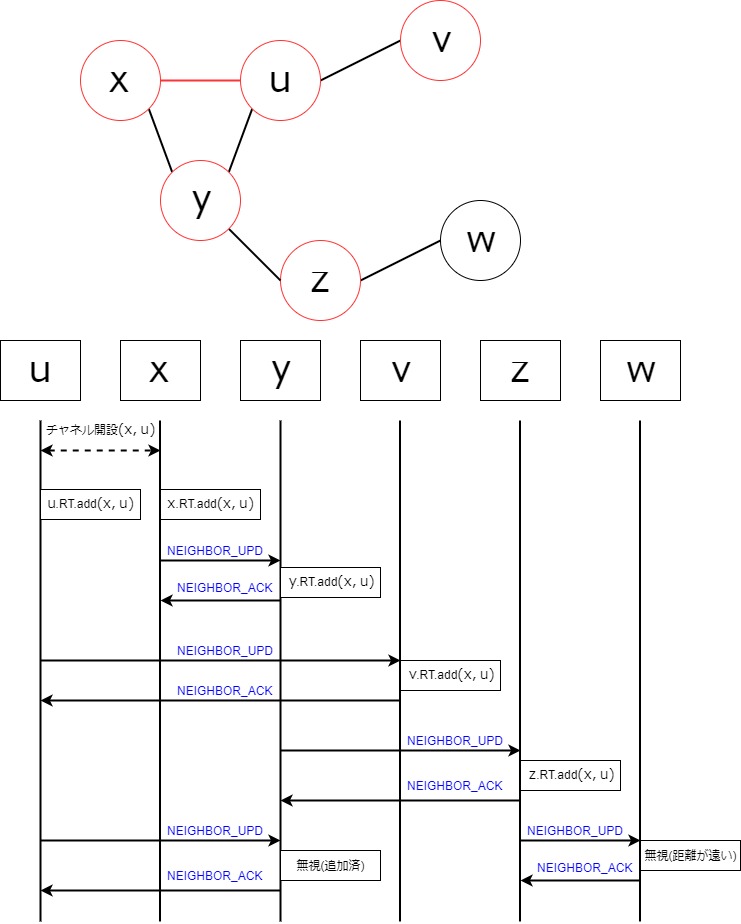 v
x
u
y
w
z
u
x
y
v
z
w
チャネル開設(x, u)
u.RT.add(x, u)
x.RT.add(x, u)
NEIGHBOR_UPD
y.RT.add(x, u)
NEIGHBOR_ACK
NEIGHBOR_UPD
v.RT.add(x, u)
NEIGHBOR_ACK
NEIGHBOR_UPD
z.RT.add(x, u)
NEIGHBOR_ACK
NEIGHBOR_UPD
NEIGHBOR_UPD
無視(距離が遠い)
無視(追加済)
NEIGHBOR_ACK
NEIGHBOR_ACK